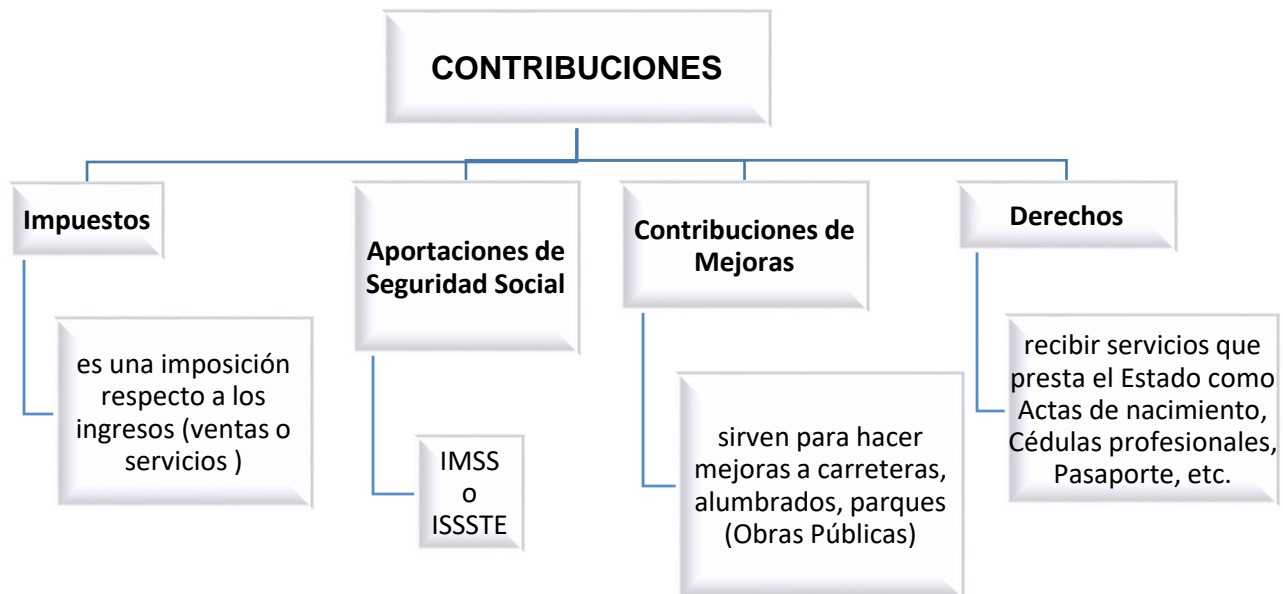 CONTRIBUCIONES
Impuestos
es una imposición
respecto a los
ingresos (ventas o
servicios )
Aportaciones de
Seguridad Social
IMSS
o
ISSSTE
Contribuciones de
Mejoras
sirven para hacer
mejoras a carreteras,
alumbrados, parques
(Obras Públicas)
Derechos
recibir servicios que
presta el Estado como
Actas de nacimiento,
Cédulas profesionales,
Pasaporte, etc.